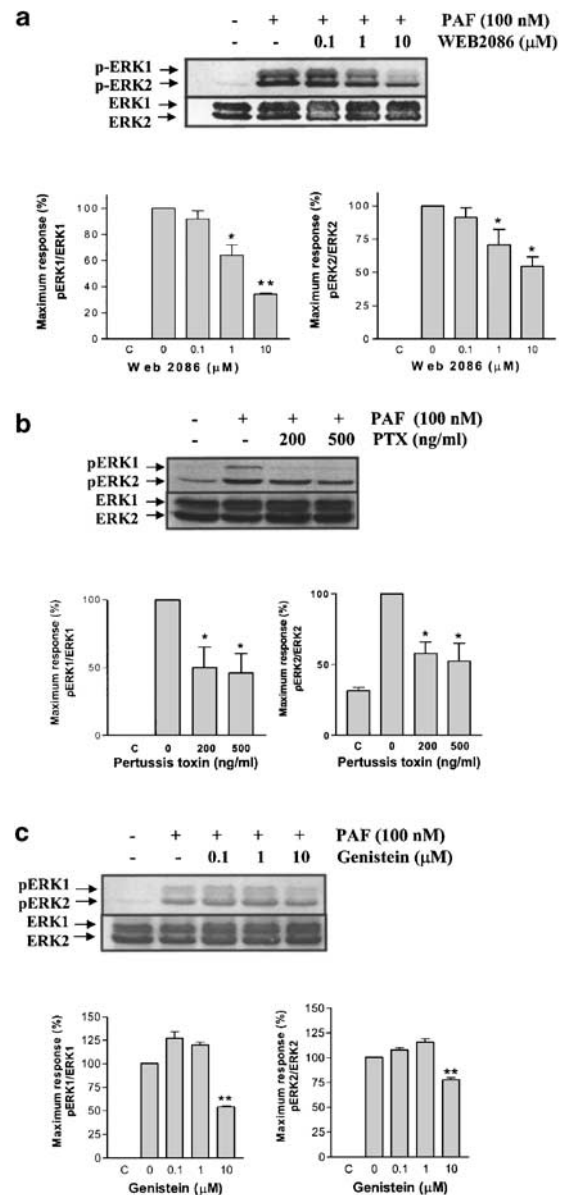 a
- + + + + PAF (100 nM)
- - 0.1 1 10 WEB2086 (μM)
p-ERK1
p-ERK2
ERK1
ERK2
Maximum response (%)
pERK1/ERK1
100
80
60
40
20
0
*
**
C 0 0.1 1 10
Web 2086 (μM)
Maximum response (%)
pERK2/ERK2
100
75
50
25
0
*
*
C 0 0.1 1 10
Web 2086 (μM)
b
- + + + PAF (100 nM)
- - 200 500 PTX (ng/ml)
pERK1
pERK2
ERK1
ERK2
Maximum response (%)
pERK1/ERK1
100
50
0
*
*
C 0 200 500
Pertussis toxin (ng/ml)
Maximum response (%)
pERK2/ERK2
100
50
0
*
*
C 0 200 500
Pertussis toxin (ng/ml)
c
- + + + + PAF (100 nM)
- - 0.1 1 10 Genistein (μM)
pERK1
pERK2
ERK1
ERK2
Maximum response (%)
pERK1/ERK1
150
125
100
75
50
25
0
**
C 0 0.1 1 10
Genistein (μM)
Maximum response (%)
pERK2/ERK2
150
125
100
75
50
25
0
**
C 0 0.1 1 10
Genistein (μM)